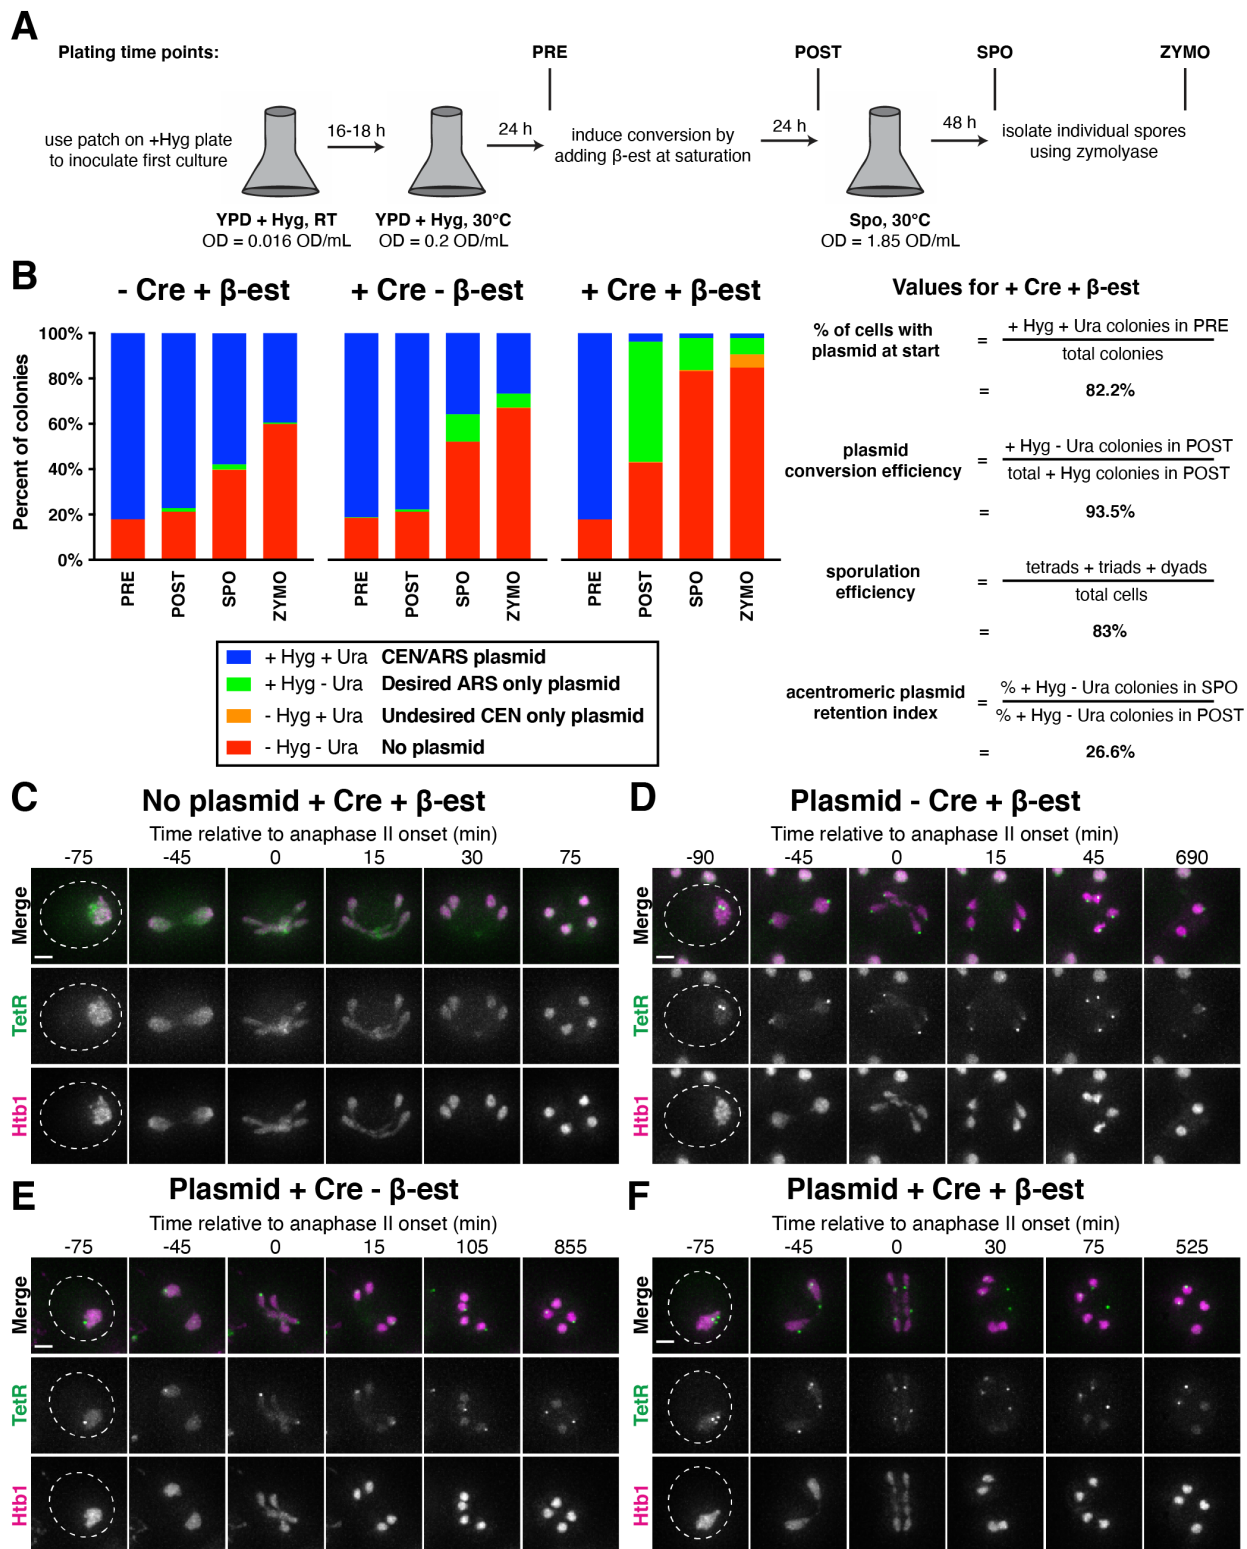 A
Plating time points:
PRE
POST
SPO
ZYMO
use patch on +Hyg plate
to inoculate first culture
16-18 h
24 h
induce conversion by
adding β-est at saturation
24 h
48 h
isolate individual spores
using zymolyase
YPD + Hyg, RT
OD = 0.016 OD/mL
YPD + Hyg, 30°C
OD = 0.2 OD/mL
Spo, 30°C
OD = 1.85 OD/mL
B
- Cre + β-est
+ Cre - β-est
+ Cre + β-est
Percent of colonies
100%
80%
60%
40%
20%
0%
PRE
POST
SPO
ZYMO
PRE
POST
SPO
ZYMO
PRE
POST
SPO
ZYMO
+ Hyg + Ura CEN/ARS plasmid
+ Hyg - Ura Desired ARS only plasmid
- Hyg + Ura Undesired CEN only plasmid
- Hyg - Ura No plasmid
Values for + Cre + β-est
% of cells with
plasmid at start
=
+ Hyg + Ura colonies in PRE
total colonies
= 82.2%
plasmid
conversion efficiency
=
+ Hyg - Ura colonies in POST
total + Hyg colonies in POST
= 93.5%
sporulation
efficiency
=
tetrads + triads + dyads
total cells
= 83%
acentromeric plasmid
retention index
=
% + Hyg - Ura colonies in SPO
% + Hyg - Ura colonies in POST
= 26.6%
C
No plasmid + Cre + β-est
Time relative to anaphase II onset (min)
-75 -45 0 15 30 75
Merge
TetR
Htb1
D
Plasmid - Cre + β-est
Time relative to anaphase II onset (min)
-90 -45 0 15 45 690
Merge
TetR
Htb1
E
Plasmid + Cre - β-est
Time relative to anaphase II onset (min)
-75 -45 0 15 105 855
Merge
TetR
Htb1
F
Plasmid + Cre + β-est
Time relative to anaphase II onset (min)
-75 -45 0 30 75 525
Merge
TetR
Htb1